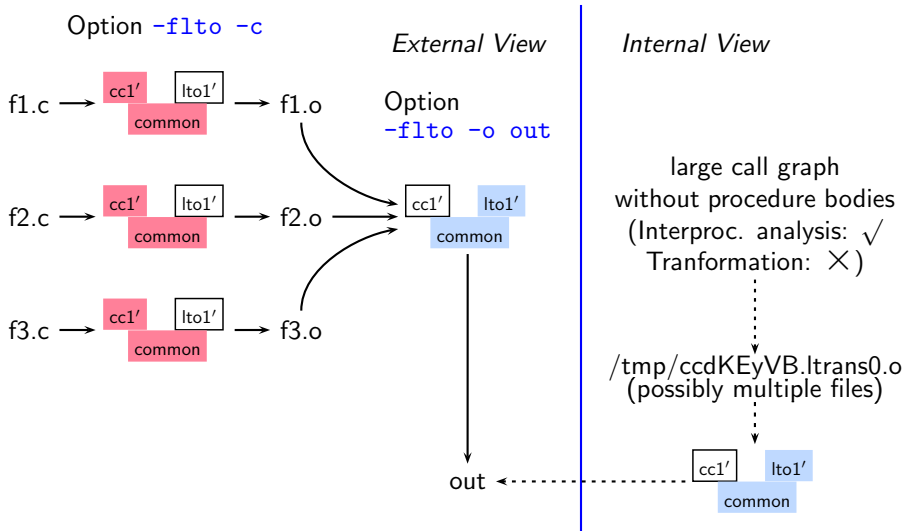 Option -flto -c
External View
Internal View
cc1′
lto1′
common
f1.c
f1.o
Option
-flto -o out
cc1′
lto1′
common
f2.c
f2.o
cc1′
lto1′
common
large call graph
without procedure bodies
(Interproc. analysis: √
Tranformation: ×)
cc1′
lto1′
common
f3.c
f3.o
/tmp/ccdKEyVB.ltrans0.o
(possibly multiple files)
out
cc1′
lto1′
common